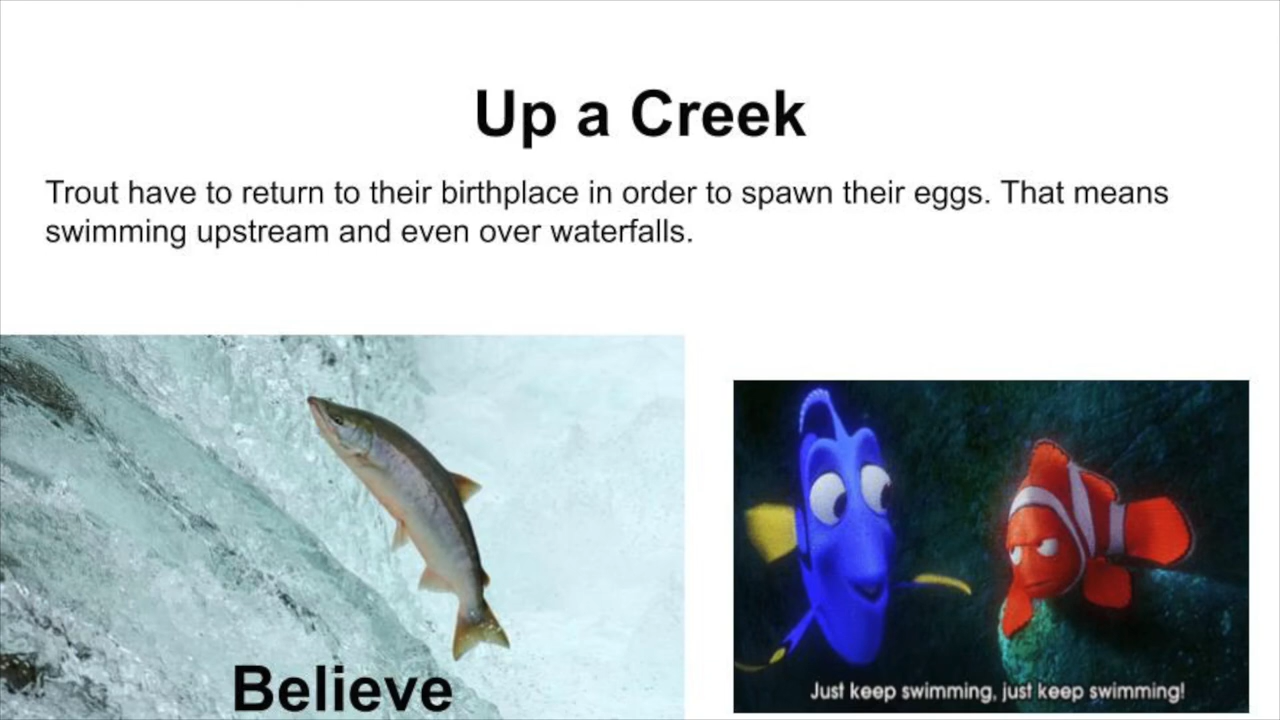 Up a Creek
Trout have to return to their birthplace in order to spawn their eggs. That means
swimming upstream and even over waterfalls.
Believe
Just keep swimming, just keep swimming!